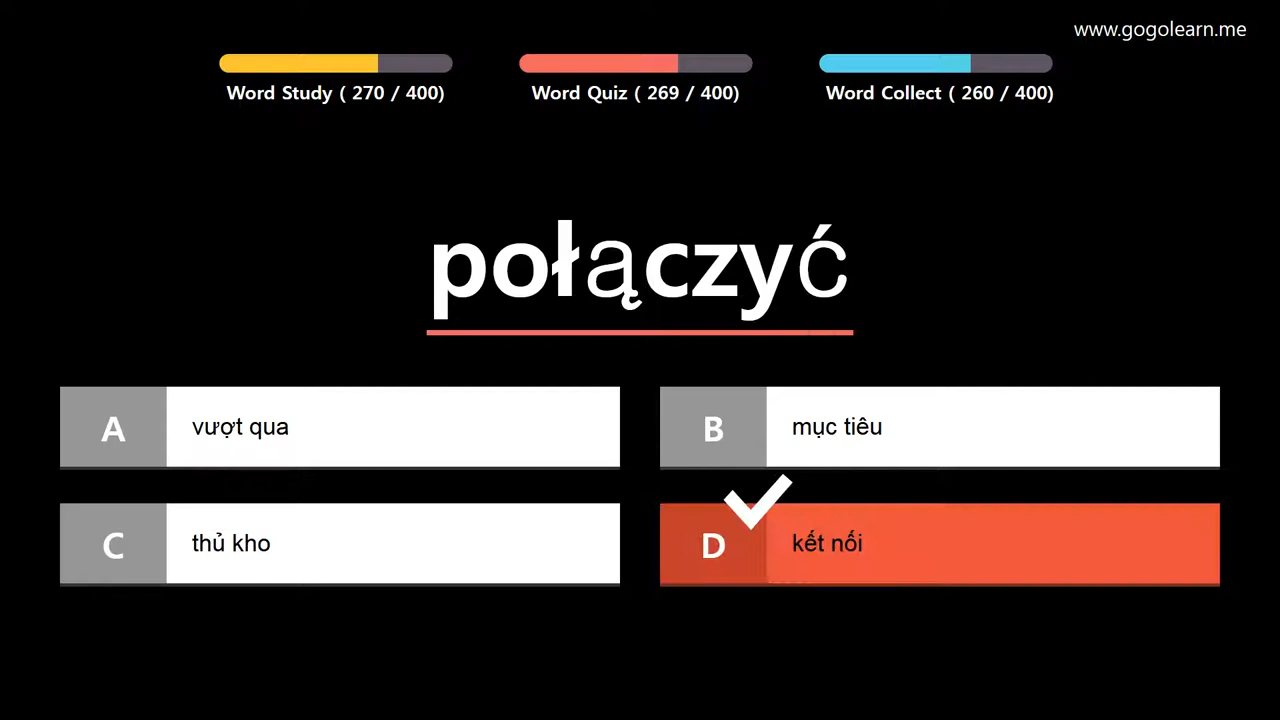 www.gogolearn.me
Word Study ( 270 / 400)
Word Quiz ( 269 / 400)
Word Collect ( 260 / 400)
połączyć
A
vượt qua
B
mục tiêu
C
thủ kho
D
kết nối